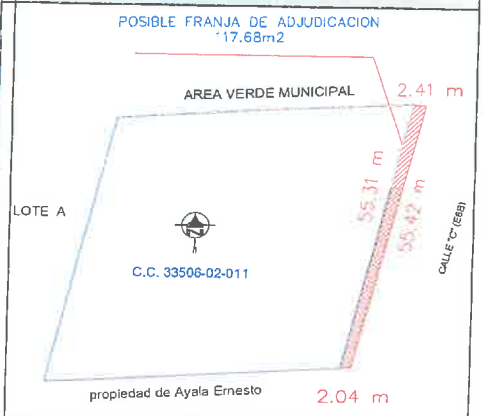 POSIBLE FRANJA DE ADJUDICACION
117.68m2
AREA VERDE MUNICIPAL
2.41 m
LOTE A
55.31 m
55.42 m
CALLE "C" (E6B)
N
C.C. 33506-02-011
propiedad de Ayala Ernesto
2.04 m